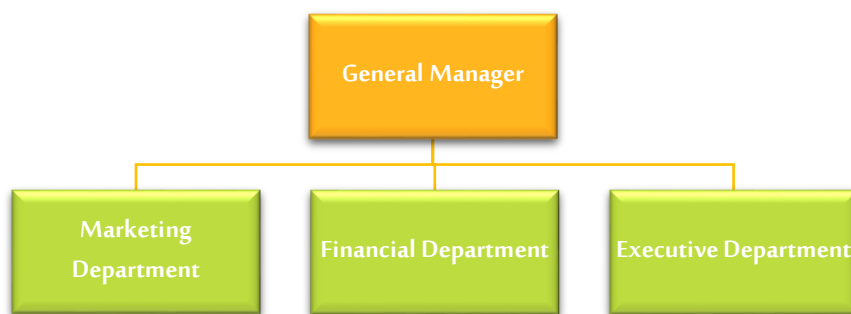 General Manager
Marketing
Department
Financial Department
Executive Department